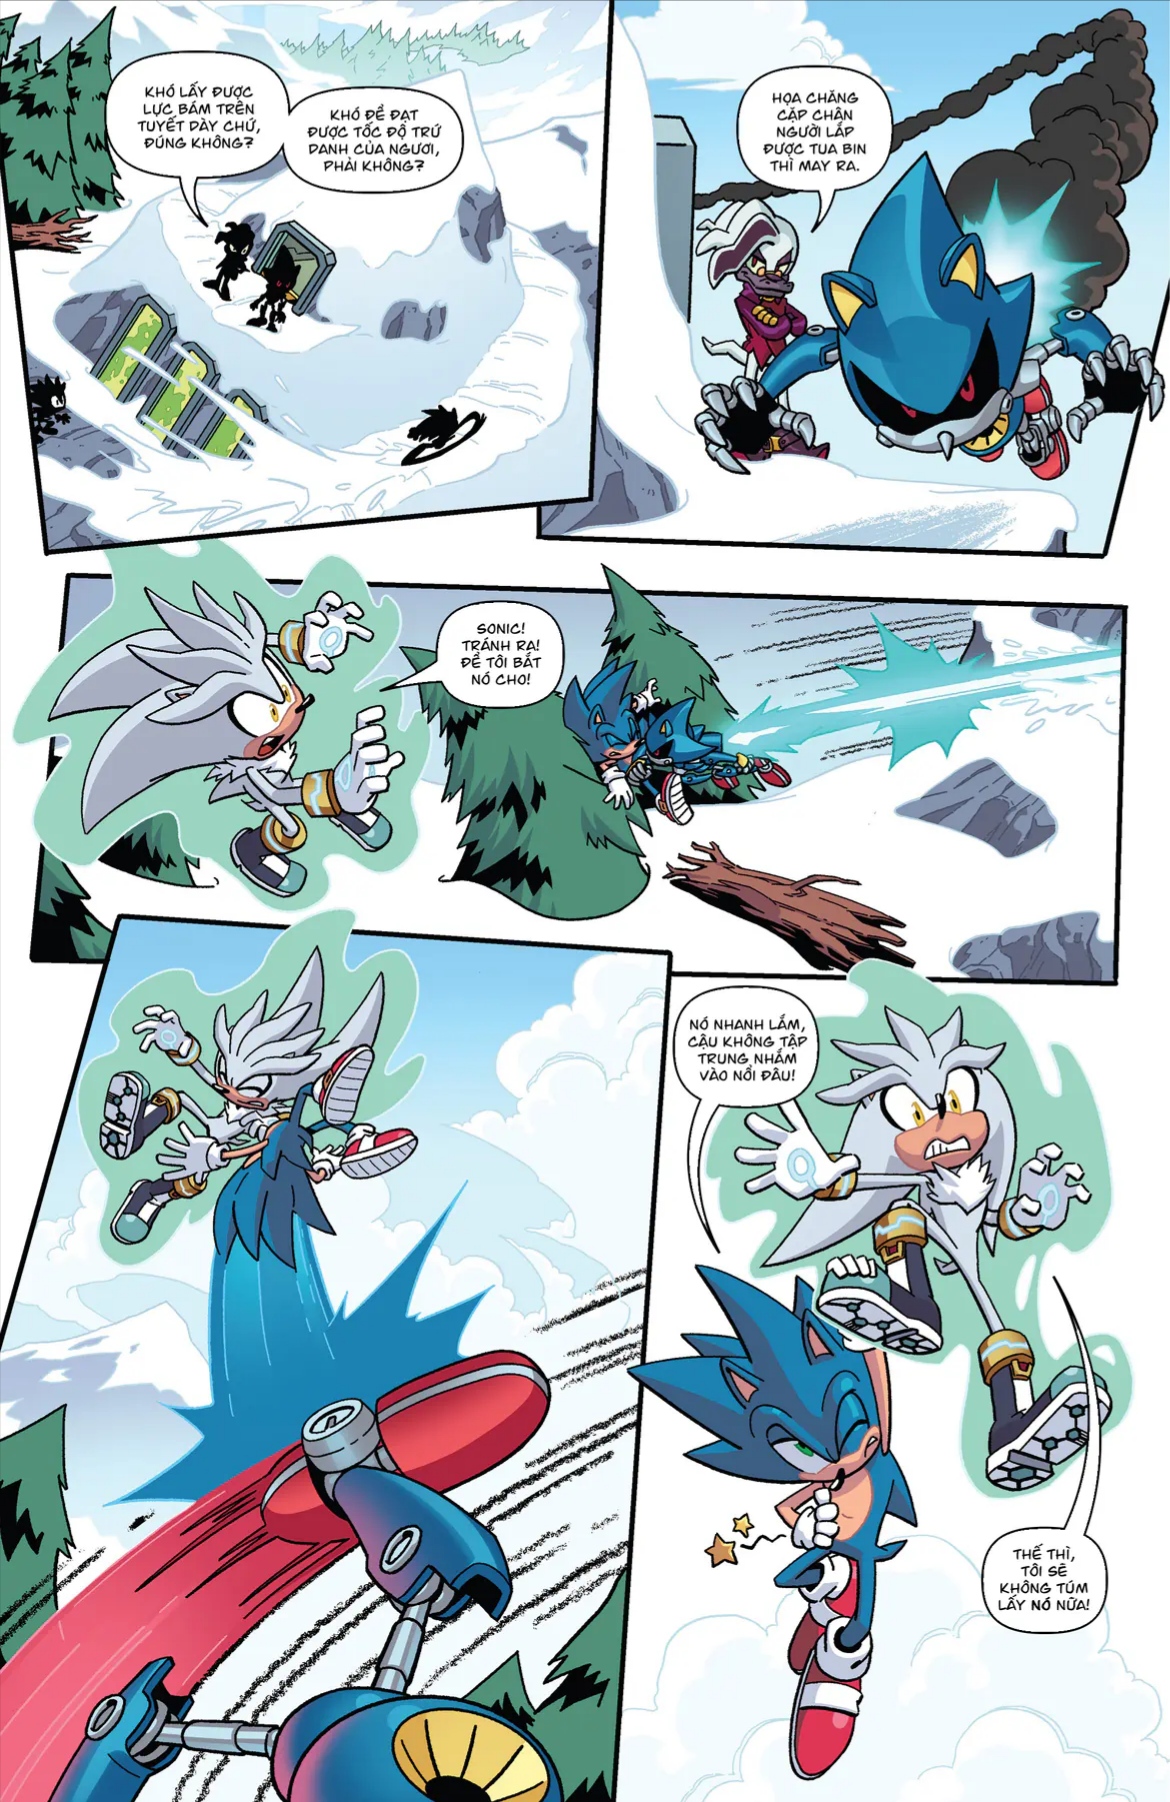 KHÓ LẤY ĐƯỢC
LỰC BÁM TRÊN
TUYẾT DÀY CHỨ,
ĐÚNG KHÔNG?
KHÓ ĐỀ ĐẠT
ĐƯỢC TỐC ĐỘ TRỨ
DANH CỦA NGƯƠI,
PHẢI KHÔNG?
HỌA CHĂNG
CẶP CHÂN
NGƯỜI LẮP
ĐƯỢC TUA BIN
THÌ MAY RA.
SONIC!
TRÁNH RA!
ĐỀ TÔI BẮT
NÓ CHO!
NÓ NHANH LẮM,
CẬU KHÔNG TẬP
TRUNG NHẮM
VÀO NỔI ĐÂU!
THẾ THÌ,
TÔI SẼ
KHÔNG TÚM
LẤY NÓ NỮA!